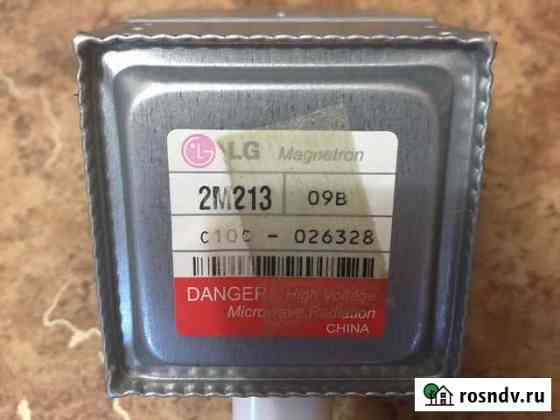 LG Magnetron
2M213 09B
C10C - 026328
DANGER High Voltage
Microwave Radiation
CHINA
rosndv.ru